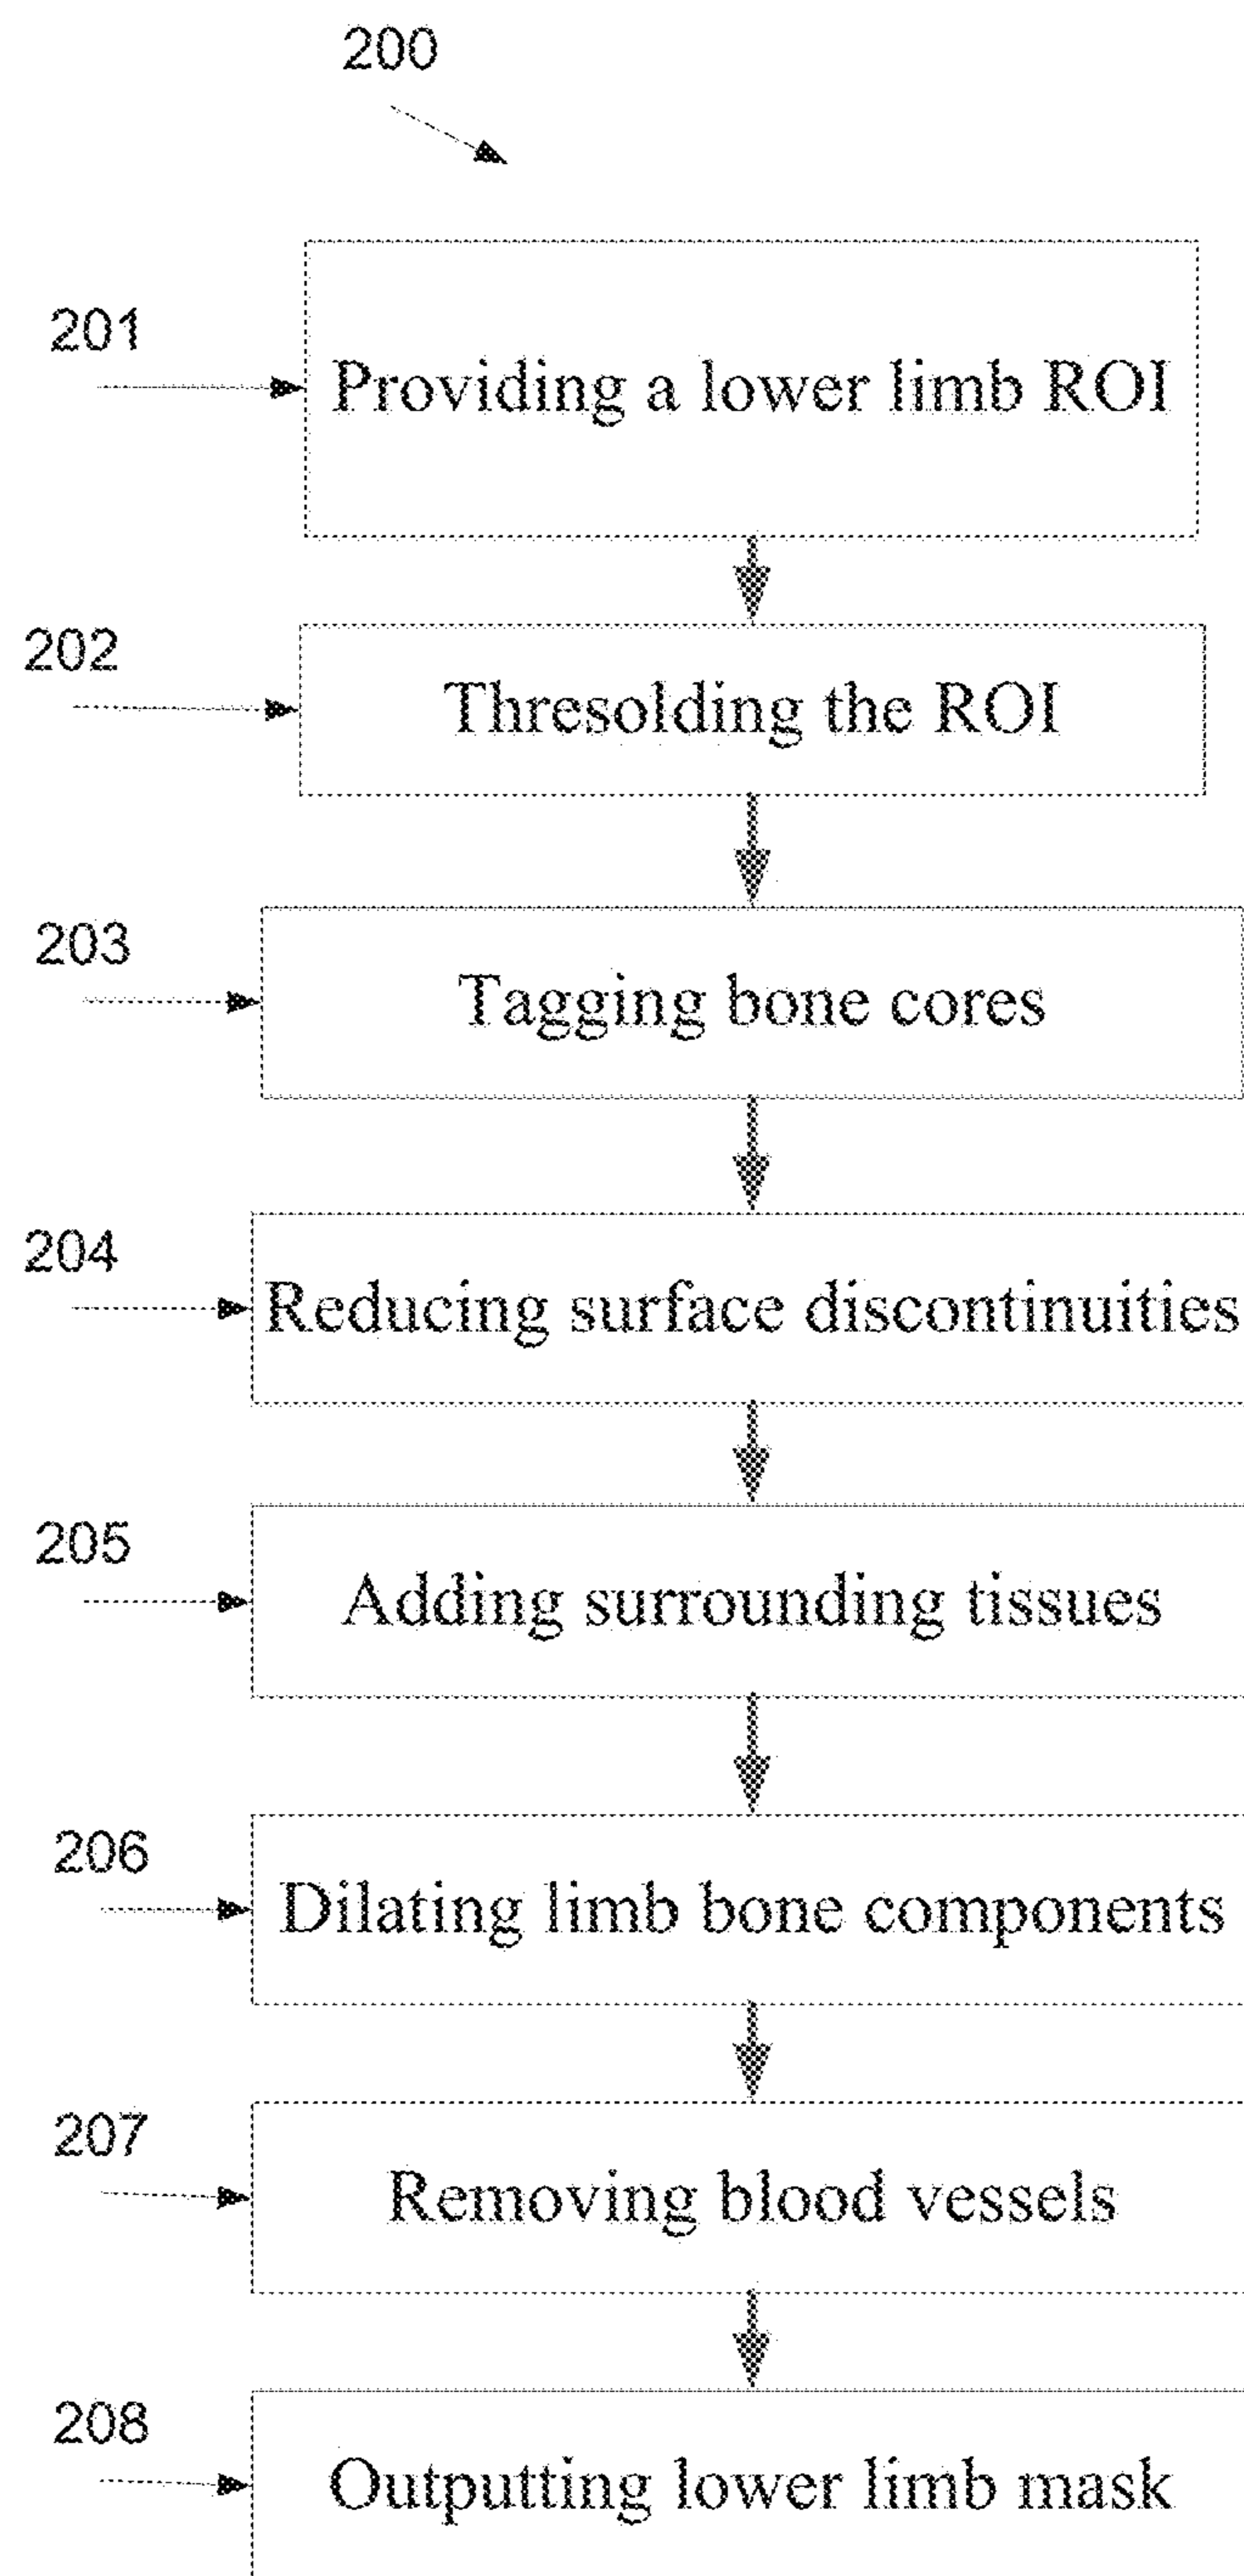 200
201
Providing a lower limb ROI
202
Thresolding the ROI
203
Tagging bone cores
204
Reducing surface discontinuities
205
Adding surrounding tissues
206
Dilating limb bone components
207
Removing blood vessels
208
Outputting lower limb mask